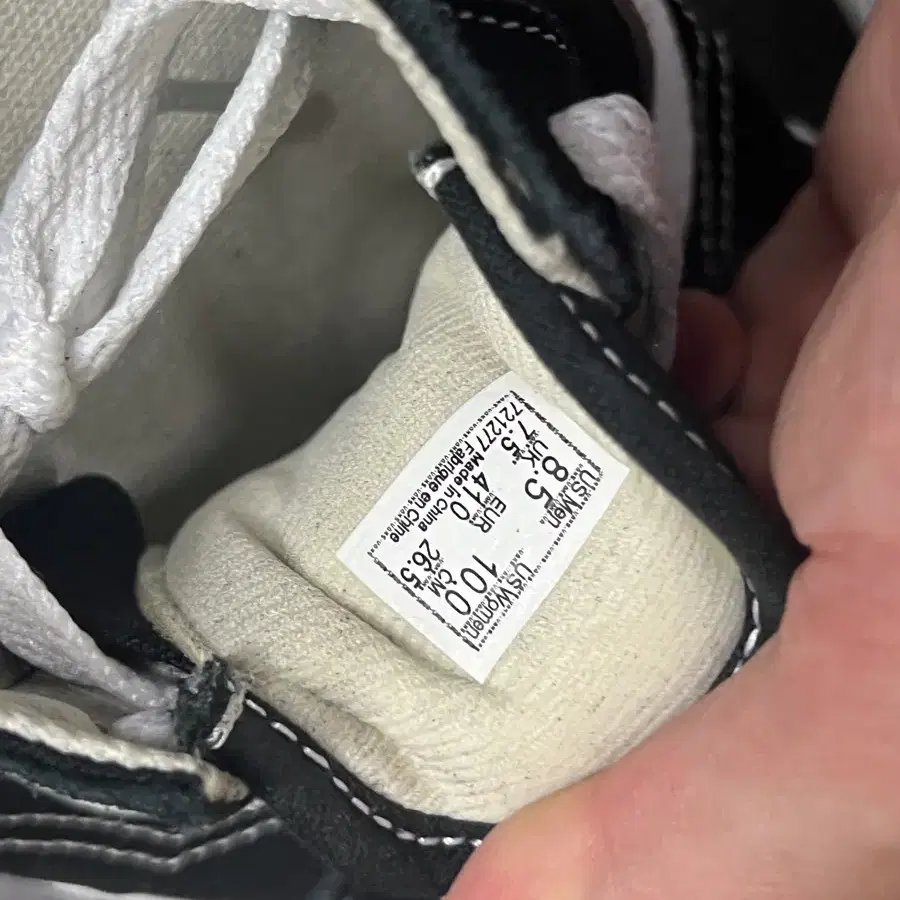 US Men US Women
8.5 10.0
UK EUR CM
7.5 41.0 26.5
721277 Made in China
Fabriqué en Chine